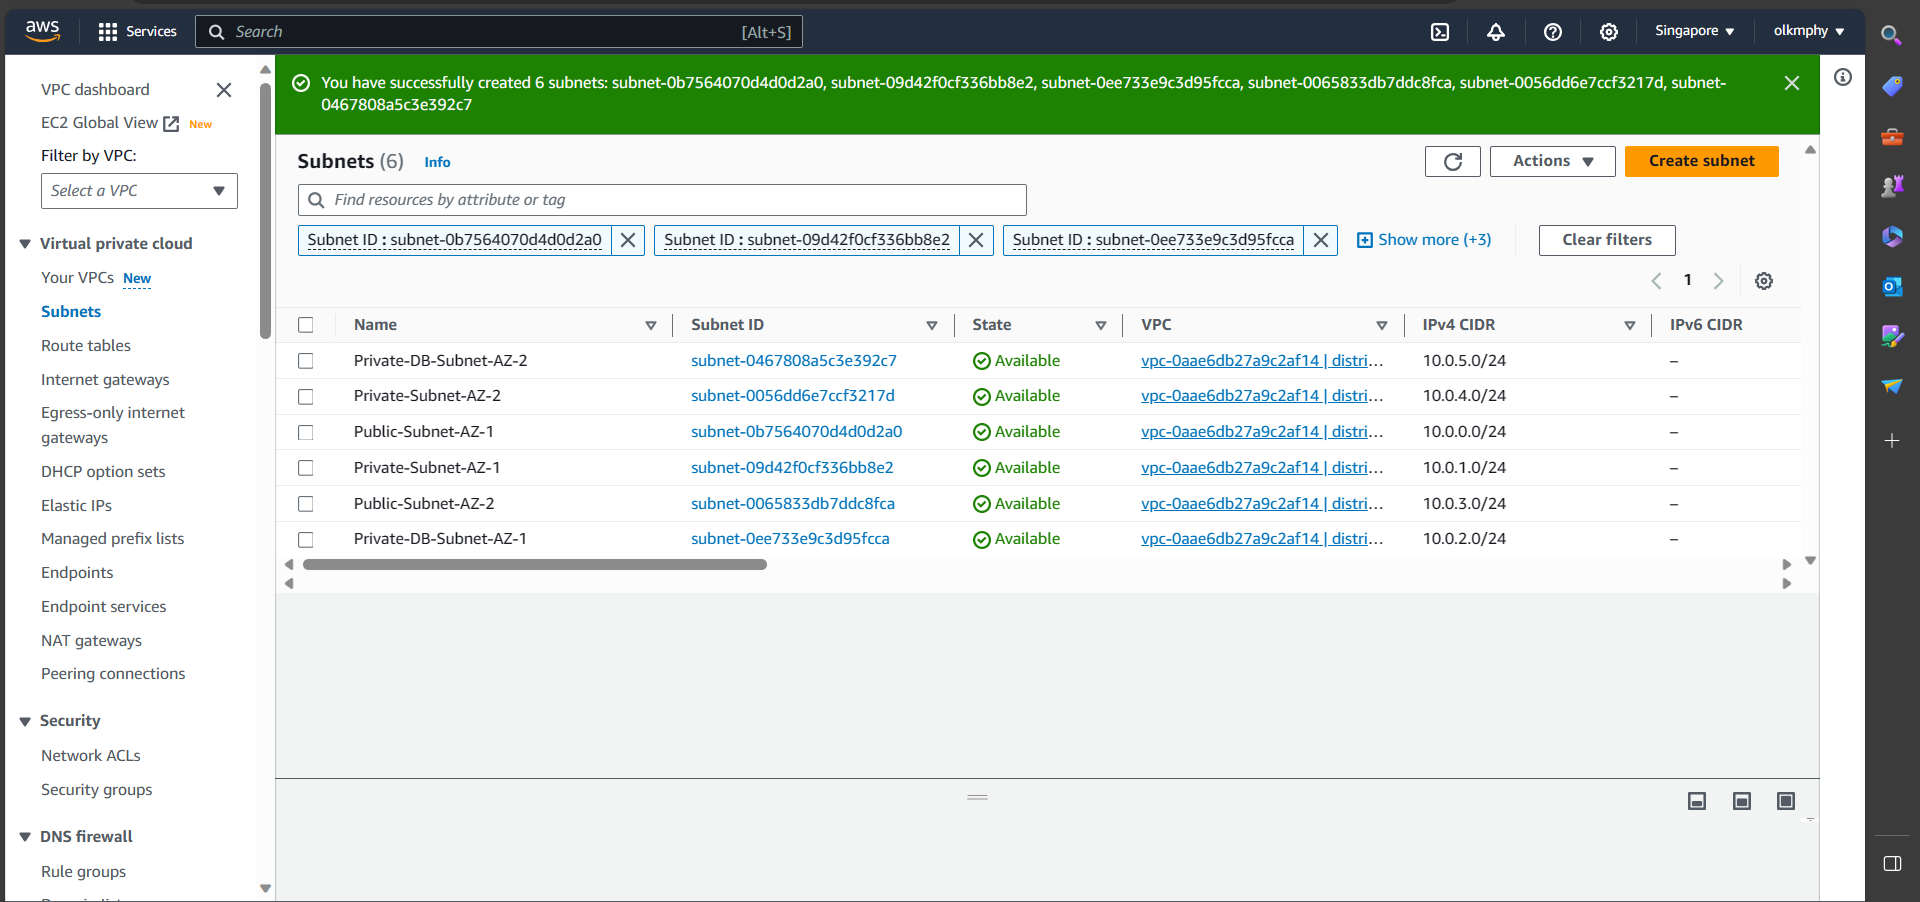 aws
Services
Search
[Alt+S]
Singapore
olkmphy
VPC dashboard
EC2 Global View New
Filter by VPC:
Select a VPC
Virtual private cloud
Your VPCs New
Subnets
Route tables
Internet gateways
Egress-only internet
gateways
DHCP option sets
Elastic IPs
Managed prefix lists
Endpoints
Endpoint services
NAT gateways
Peering connections
Security
Network ACLs
Security groups
DNS firewall
Rule groups
You have successfully created 6 subnets: subnet-0b7564070d4d0d2a0, subnet-09d42f0cf336bb8e2, subnet-0ee733e9c3d95fcca, subnet-0065833db7ddc8fca, subnet-0056dd6e7ccf3217d, subnet-
0467808a5c3e392c7
Subnets (6) Info
Actions
Create subnet
Find resources by attribute or tag
Subnet ID : subnet-0b7564070d4d0d2a0
Subnet ID : subnet-09d42f0cf336bb8e2
Subnet ID : subnet-0ee733e9c3d95fcca
Show more (+3)
Clear filters
1
Name Subnet ID State VPC IPv4 CIDR IPv6 CIDR
Private-DB-Subnet-AZ-2 subnet-0467808a5c3e392c7 Available vpc-0aae6db27a9c2af14 | distri... 10.0.5.0/24 –
Private-Subnet-AZ-2 subnet-0056dd6e7ccf3217d Available vpc-0aae6db27a9c2af14 | distri... 10.0.4.0/24 –
Public-Subnet-AZ-1 subnet-0b7564070d4d0d2a0 Available vpc-0aae6db27a9c2af14 | distri... 10.0.0.0/24 –
Private-Subnet-AZ-1 subnet-09d42f0cf336bb8e2 Available vpc-0aae6db27a9c2af14 | distri... 10.0.1.0/24 –
Public-Subnet-AZ-2 subnet-0065833db7ddc8fca Available vpc-0aae6db27a9c2af14 | distri... 10.0.3.0/24 –
Private-DB-Subnet-AZ-1 subnet-0ee733e9c3d95fcca Available vpc-0aae6db27a9c2af14 | distri... 10.0.2.0/24 –